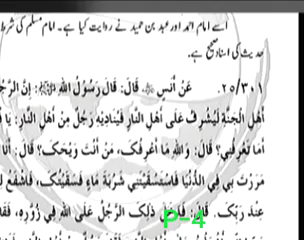 اسے امام احمد اور عبد بن حمید نے روایت کیا ہے۔ امام مسلم کی شرط
حدیث کی اسناد صحیح ہے۔
٢٥/٣٠١. عَنْ أَنَسٍ قَالَ: قَالَ رَسُوْلُ اللهِ ﷺ: إِنَّ الرَّجُ
أَهْلِ الْجَنَّةِ لَيُشْرِفُ عَلَى أَهْلِ النَّارِ فَيُنَادِيْهِ رَجُلٌ مِنْ أَهْلِ النَّارِ: يَا
أَمَا تَعْرِفُنِي؟ قَالَ: وَاللهِ مَا أَعْرِفُكَ، مَنْ أَنْتَ وَيْحَكَ؟ قَالَ: أَنَا
مَرَرْتَ بِي فِي الدُّنْيَا فَاسْتَسْقَيْتَنِي شَرْبَةَ مَاءٍ فَسَقَيْتُكَ، فَاشْفَعْ لِ
عِنْدَ رَبِّكَ. قَالَ: ذٰلِكَ الرَّجُلُ عَلَى اللهِ فِي زُوَّرِهِ، فَقَا
P-4